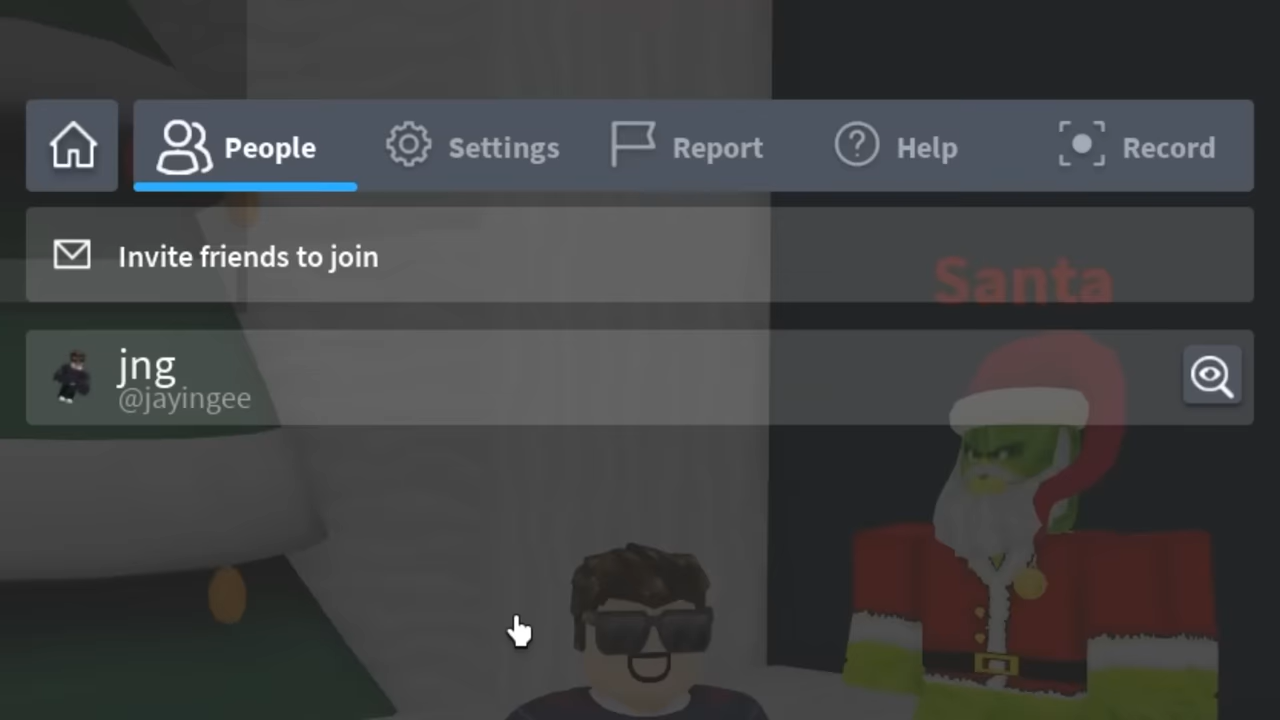 People Settings Report Help Record
Invite friends to join
Santa
jng
@jayingee